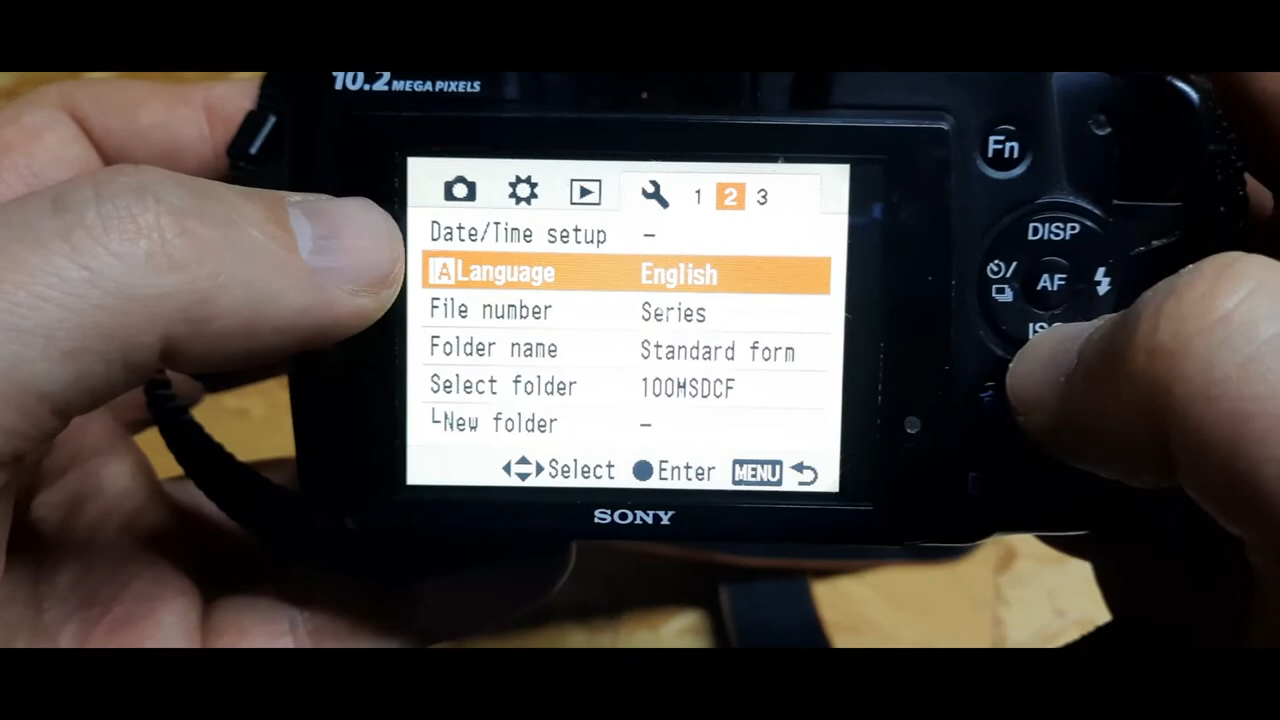 10.2 MEGA PIXELS
Fn
1 2 3
DISP
Date/Time setup –
A Language English
AF
File number Series
ISO
Folder name Standard form
Select folder 100MSDCF
New folder –
Select Enter MENU
SONY